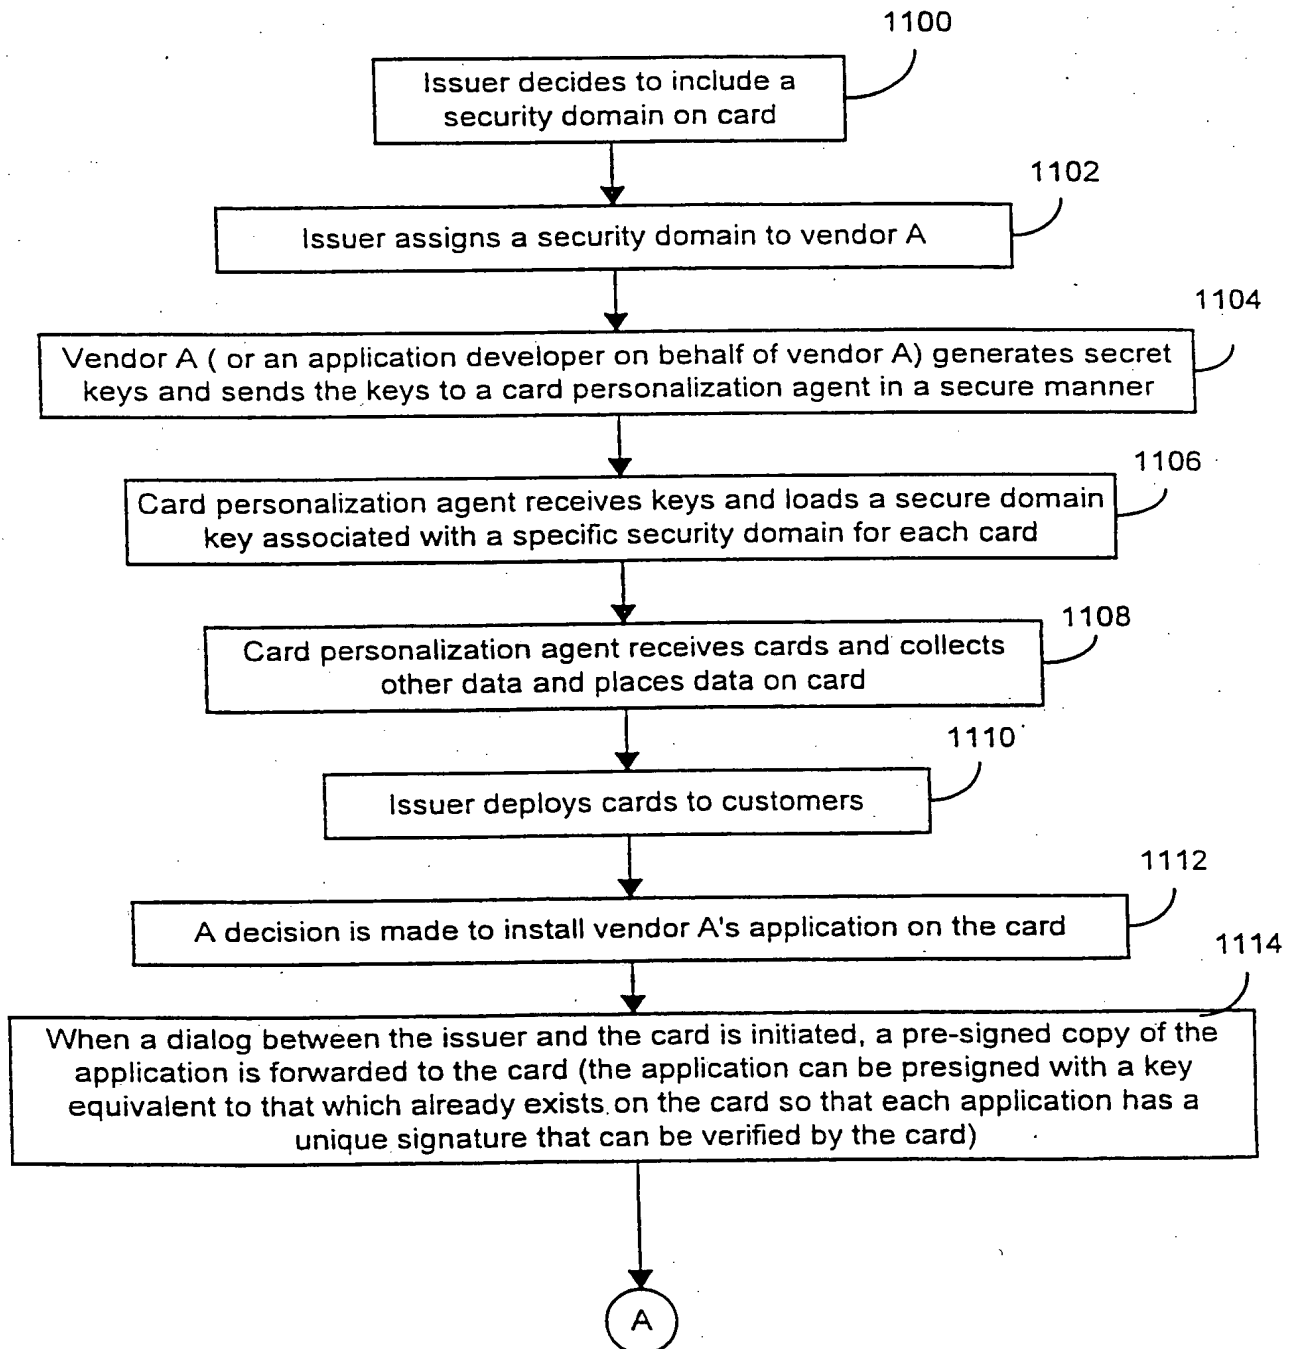 1100
Issuer decides to include a
security domain on card
1102
Issuer assigns a security domain to vendor A
1104
Vendor A ( or an application developer on behalf of vendor A) generates secret
keys and sends the keys to a card personalization agent in a secure manner
1106
Card personalization agent receives keys and loads a secure domain
key associated with a specific security domain for each card
1108
Card personalization agent receives cards and collects
other data and places data on card
1110
Issuer deploys cards to customers
1112
A decision is made to install vendor A's application on the card
1114
When a dialog between the issuer and the card is initiated, a pre-signed copy of the
application is forwarded to the card (the application can be presigned with a key
equivalent to that which already exists on the card so that each application has a
unique signature that can be verified by the card)
A